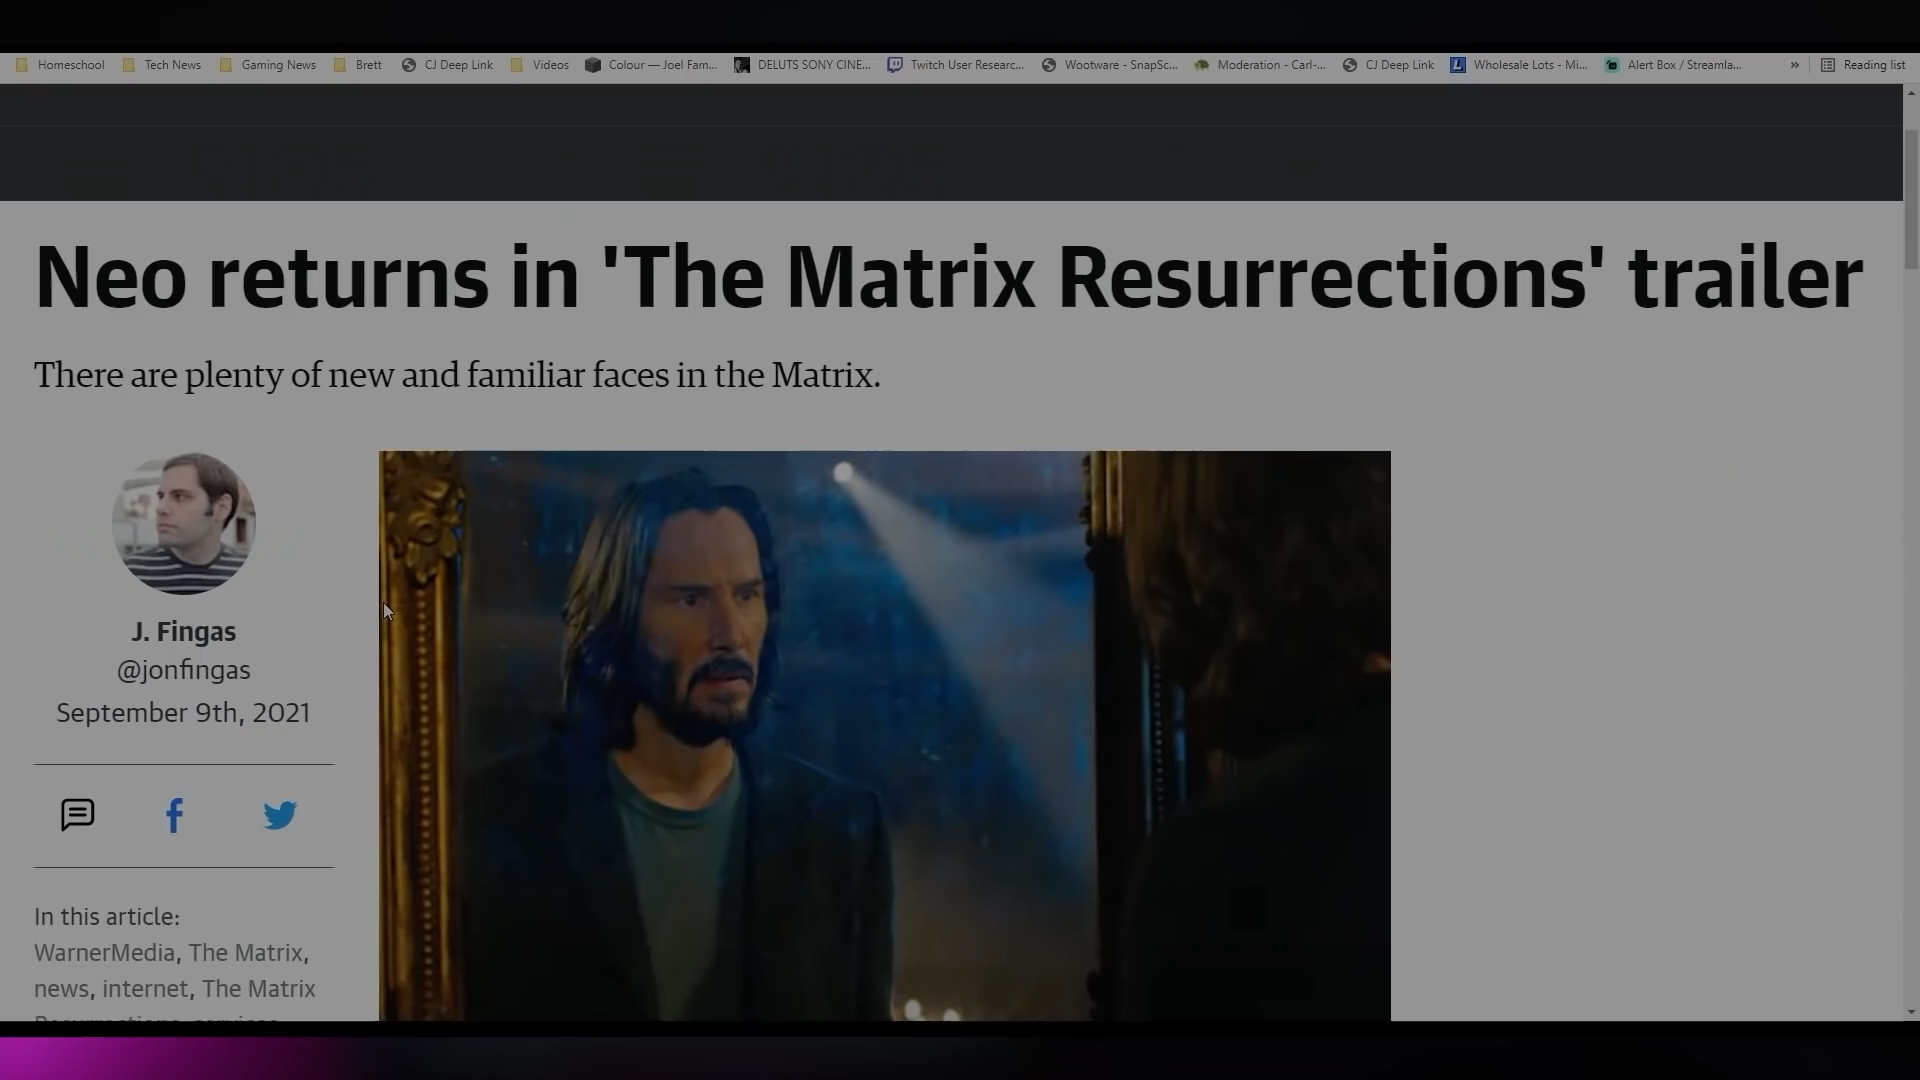 Homeschool Tech News Gaming News Brett CJ Deep Link Videos Colour — Joel Fam... DELUTS SONY CINE... Twitch User Researc... Wootware - SnapSc... Moderation - Carl-... CJ Deep Link Wholesale Lots - Mi... Alert Box / Streamla... » Reading list
Neo returns in 'The Matrix Resurrections' trailer
There are plenty of new and familiar faces in the Matrix.
J. Fingas
@jonfingas
September 9th, 2021
In this article:
WarnerMedia, The Matrix,
news, internet, The Matrix
Resurrections, services,